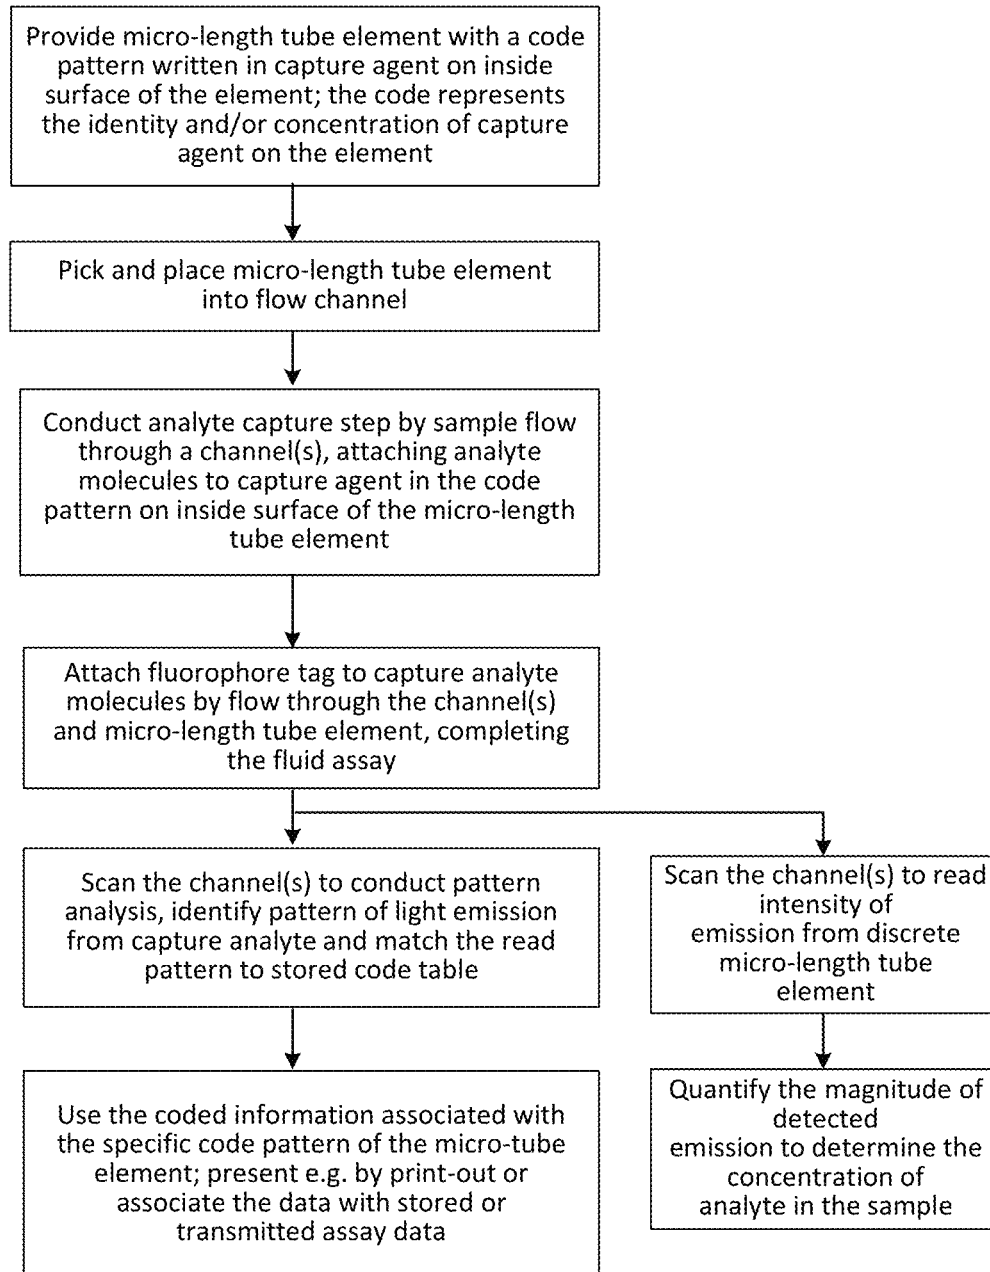 Provide micro-length tube element with a code
pattern written in capture agent on inside
surface of the element; the code represents
the identity and/or concentration of capture
agent on the element
Pick and place micro-length tube element
into flow channel
Conduct analyte capture step by sample flow
through a channel(s), attaching analyte
molecules to capture agent in the code
pattern on inside surface of the micro-length
tube element
Attach fluorophore tag to capture analyte
molecules by flow through the channel(s)
and micro-length tube element, completing
the fluid assay
Scan the channel(s) to conduct pattern
analysis, identify pattern of light emission
from capture analyte and match the read
pattern to stored code table
Use the coded information associated with
the specific code pattern of the micro-tube
element; present e.g. by print-out or
associate the data with stored or
transmitted assay data
Scan the channel(s) to read
intensity of
emission from discrete
micro-length tube
element
Quantify the magnitude of
detected
emission to determine the
concentration of
analyte in the sample